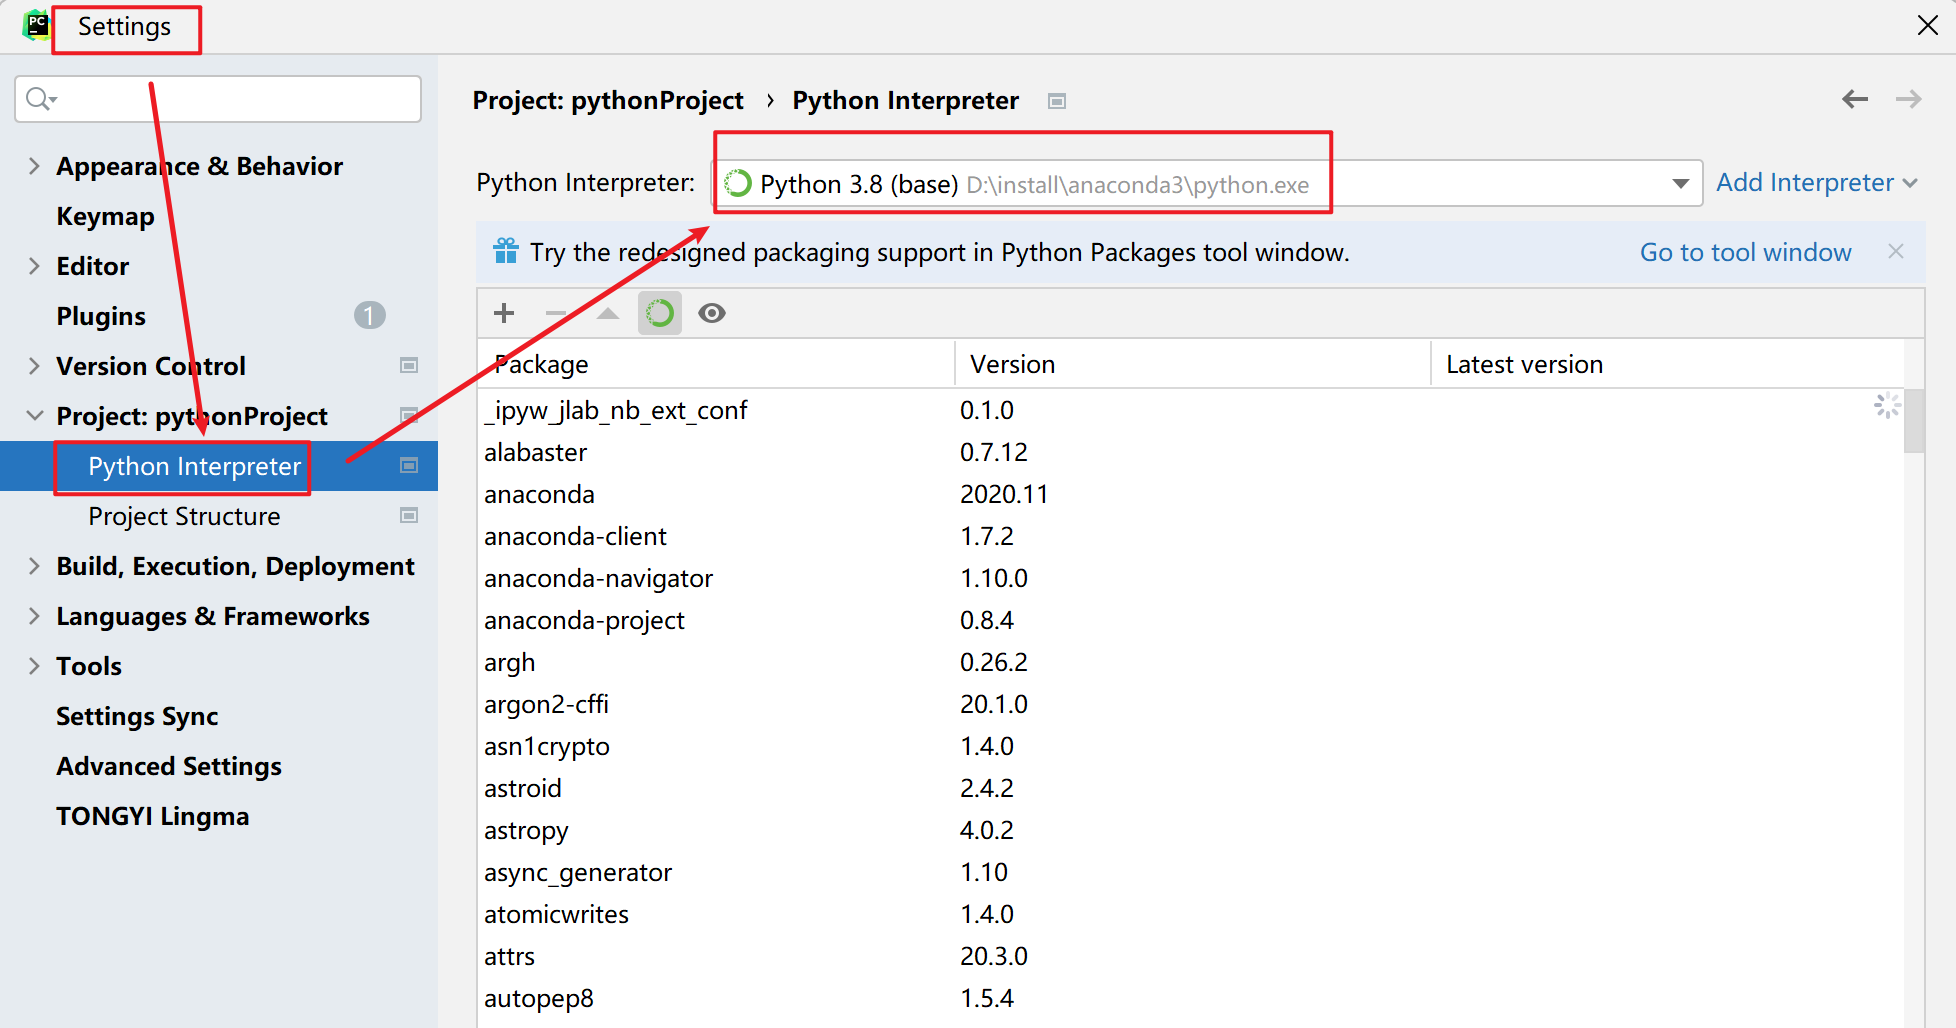 PC
Settings
Project: pythonProject › Python Interpreter
Appearance & Behavior
Keymap
Editor
Plugins 1
Version Control
Project: pythonProject
Python Interpreter
Project Structure
Build, Execution, Deployment
Languages & Frameworks
Tools
Settings Sync
Advanced Settings
TONGYI Lingma
Python Interpreter: Python 3.8 (base) D:\install\anaconda3\python.exe Add Interpreter
Try the redesigned packaging support in Python Packages tool window. Go to tool window
Package Version Latest version
_ipyw_jlab_nb_ext_conf 0.1.0
alabaster 0.7.12
anaconda 2020.11
anaconda-client 1.7.2
anaconda-navigator 1.10.0
anaconda-project 0.8.4
argh 0.26.2
argon2-cffi 20.1.0
asn1crypto 1.4.0
astroid 2.4.2
astropy 4.0.2
async_generator 1.10
atomicwrites 1.4.0
attrs 20.3.0
autopep8 1.5.4